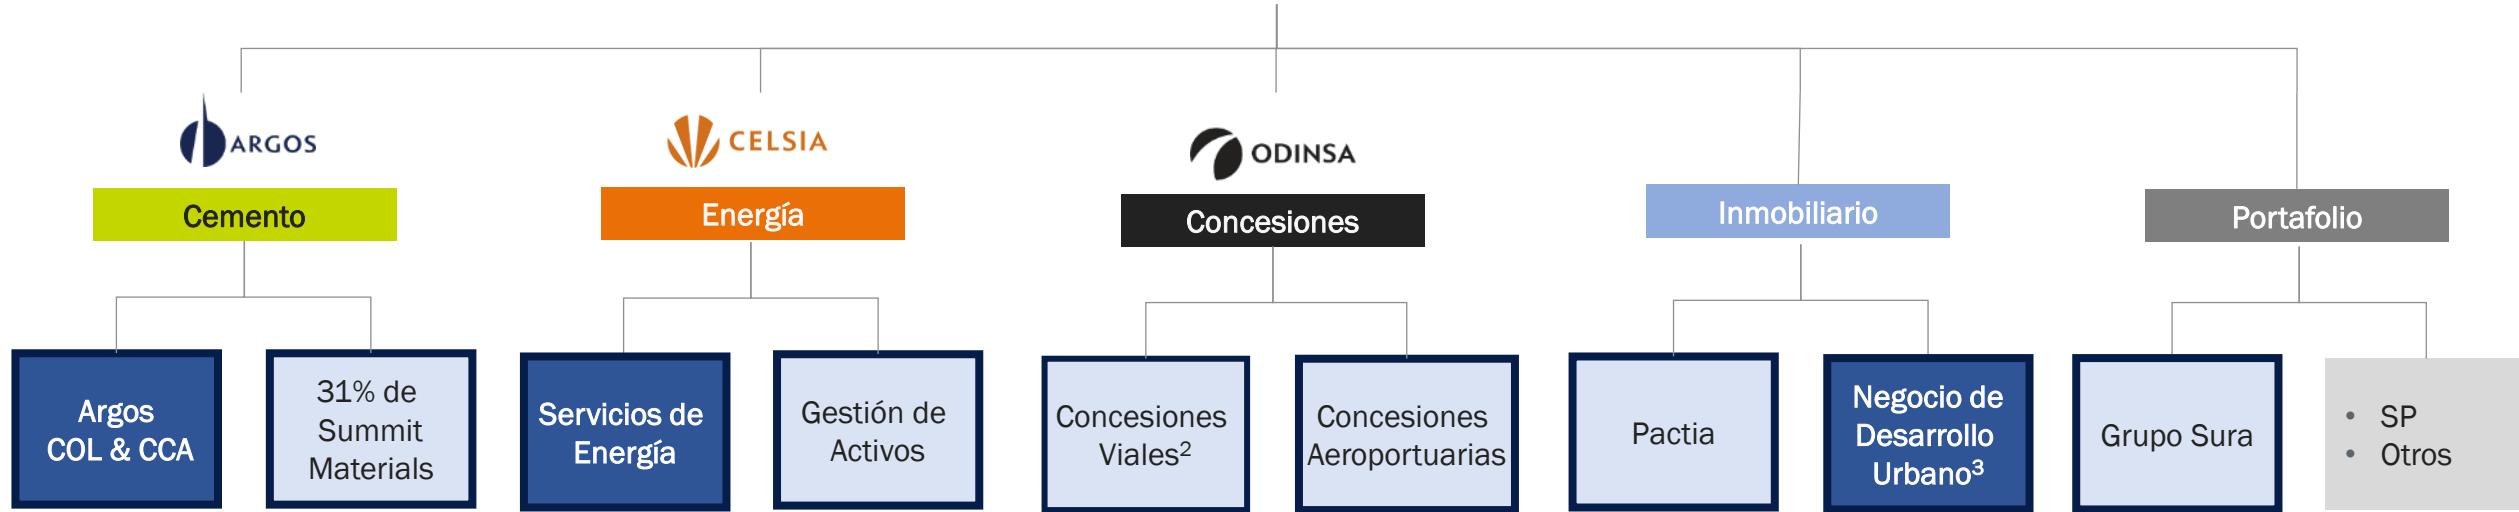 ARGOS
CELSIA
ODINSA
Cemento
Energía
Concesiones
Inmobiliario
Portafolio
Argos
COL & CCA
31% de
Summit
Materials
Servicios de
Energía
Gestión de
Activos
Concesiones
Viales²
Concesiones
Aeroportuarias
Pactia
Negocio de
Desarrollo
Urbano³
Grupo Sura
• SP
• Otros